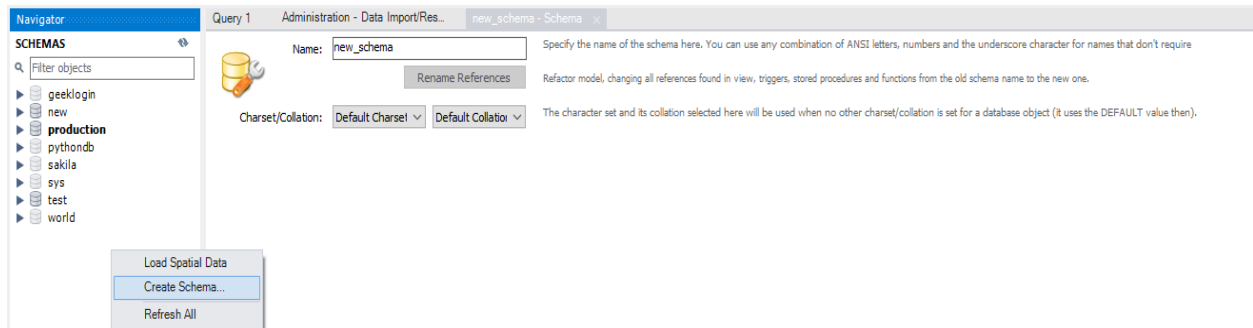 Navigator
SCHEMAS
Filter objects
geeklogin
new
production
pythondb
sakila
sys
test
world
Load Spatial Data
Create Schema...
Refresh All
Query 1 Administration - Data Import/Res... new_schema - Schema ×
Name: new_schema Specify the name of the schema here. You can use any combination of ANSI letters, numbers and the underscore character for names that don't require
Rename References Refactor model, changing all references found in view, triggers, stored procedures and functions from the old schema name to the new one.
Charset/Collation: Default Charset Default Collation The character set and its collation selected here will be used when no other charset/collation is set for a database object (it uses the DEFAULT value then).